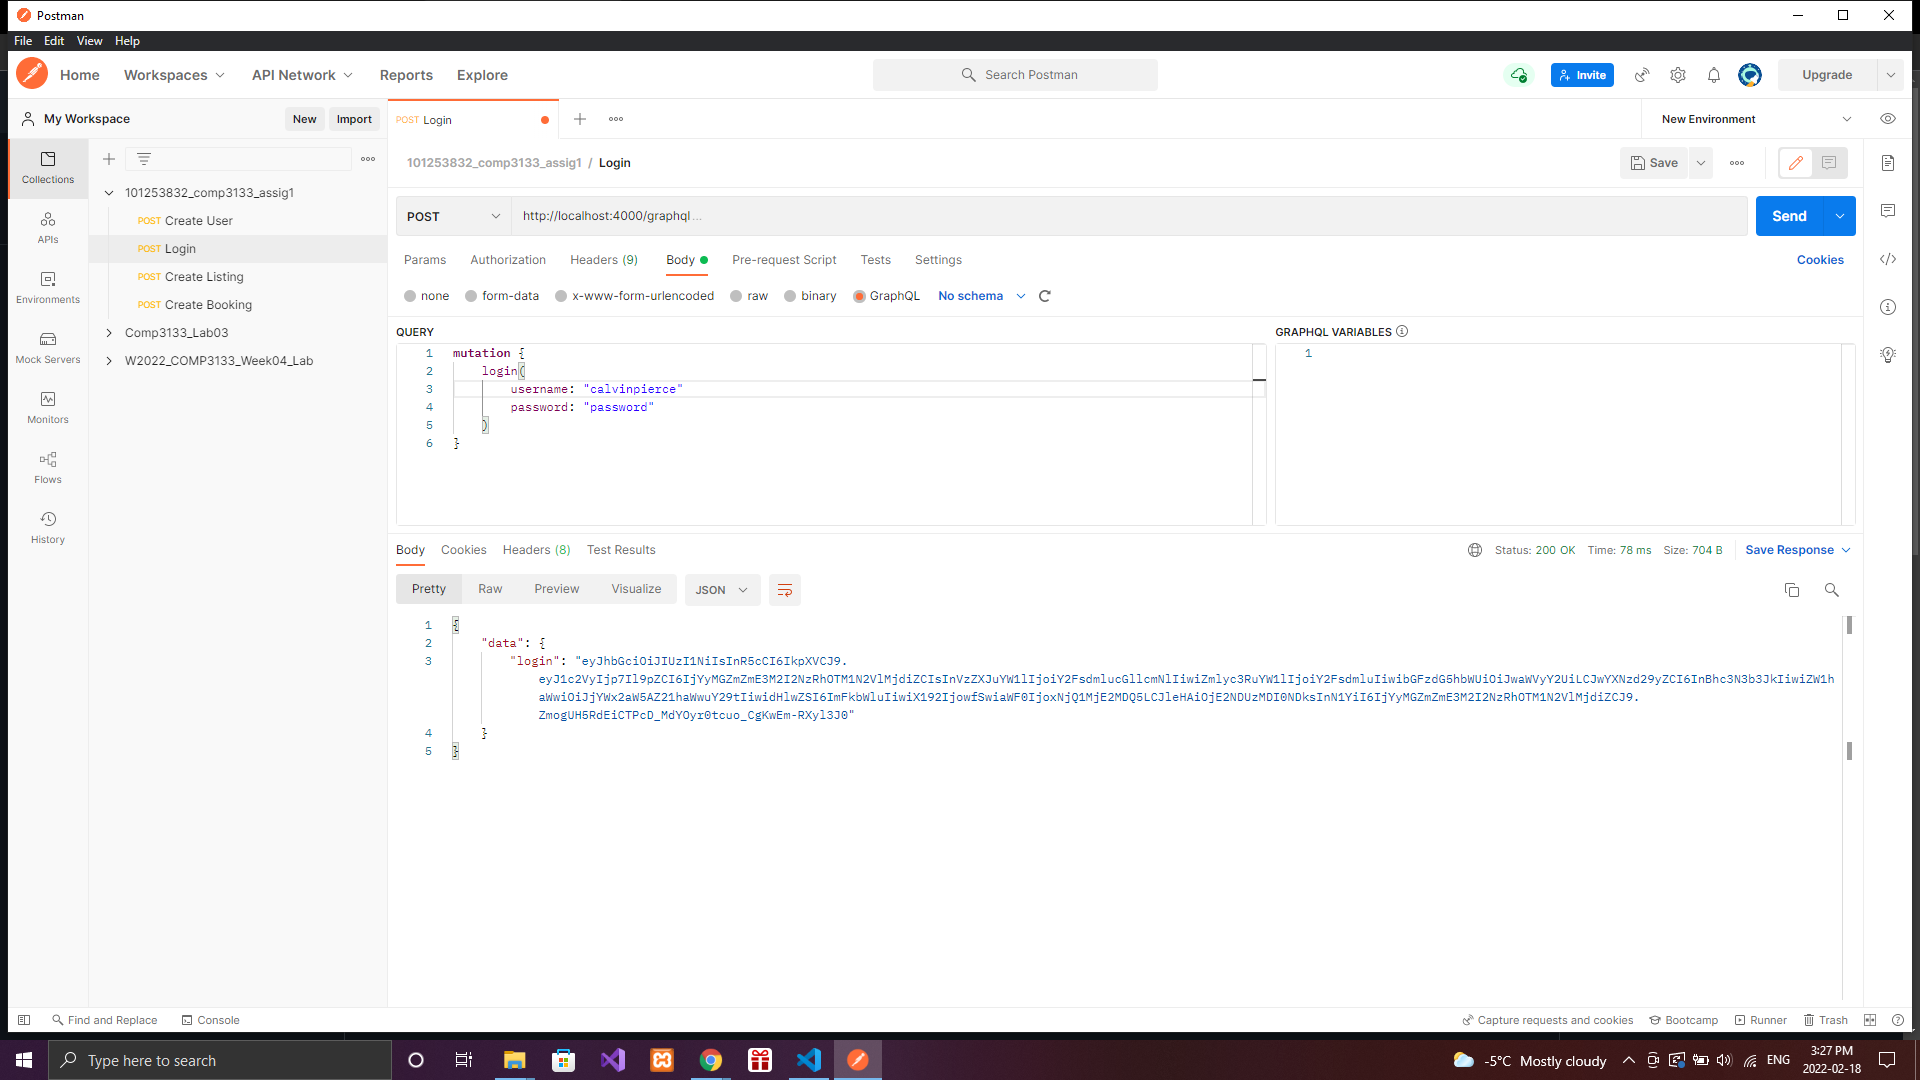 Postman
File Edit View Help
Home Workspaces API Network Reports Explore
Search Postman
Invite
Upgrade
My Workspace
New Import
POST Login
New Environment
Collections
APIs
Environments
Mock Servers
Monitors
Flows
History
101253832_comp3133_assig1
POST Create User
POST Login
POST Create Listing
POST Create Booking
Comp3133_Lab03
W2022_COMP3133_Week04_Lab
101253832_comp3133_assig1 / Login
Save
POST
http://localhost:4000/graphql...
Send
Params Authorization Headers (9) Body Pre-request Script Tests Settings
Cookies
none form-data x-www-form-urlencoded raw binary GraphQL No schema
QUERY
1 mutation {
2 login(
3 username: "calvinpierce"
4 password: "password"
5 )
6 }
GRAPHQL VARIABLES
1
Body Cookies Headers (8) Test Results
Status: 200 OK Time: 78 ms Size: 704 B Save Response
Pretty Raw Preview Visualize JSON
1 {
2 "data": {
3 "login": "eyJhbGciOiJIUzI1NiIsInR5cCI6IkpXVCJ9.
4 }
5 }
Find and Replace Console
Capture requests and cookies Bootcamp Runner Trash
Type here to search
-5°C Mostly cloudy
ENG
3:27 PM
2022-02-18